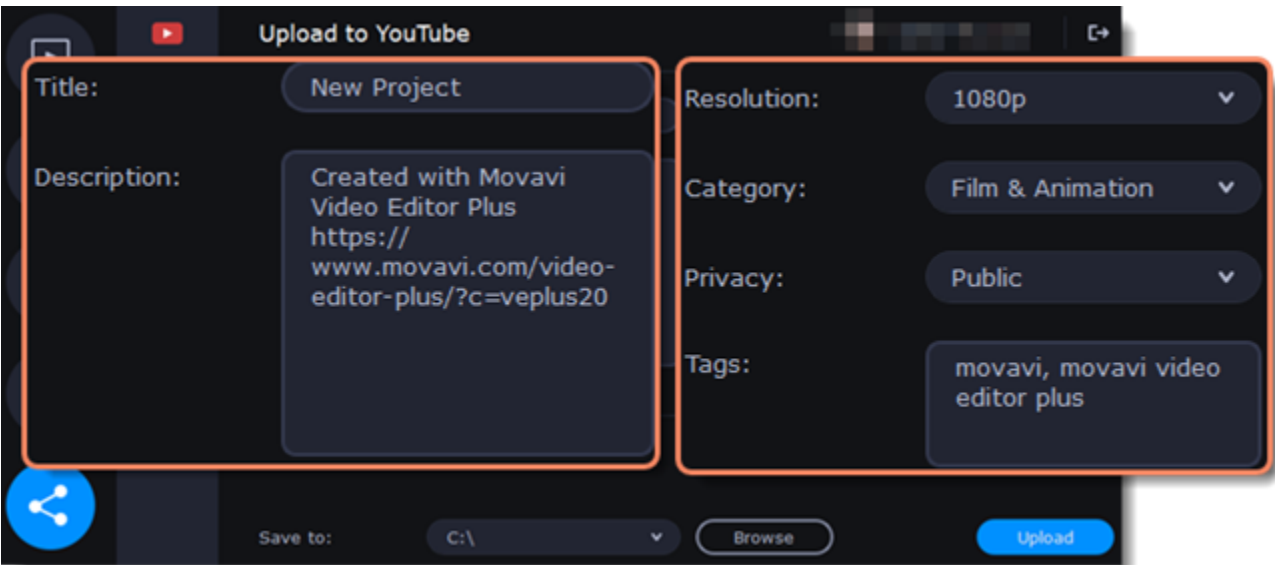 Upload to YouTube
Title:
New Project
Description:
Created with Movavi
Video Editor Plus
https://
www.movavi.com/video-
editor-plus/?c=veplus20
Resolution:
1080p
Category:
Film & Animation
Privacy:
Public
Tags:
movavi, movavi video
editor plus
Save to:
C:\
Browse
Upload